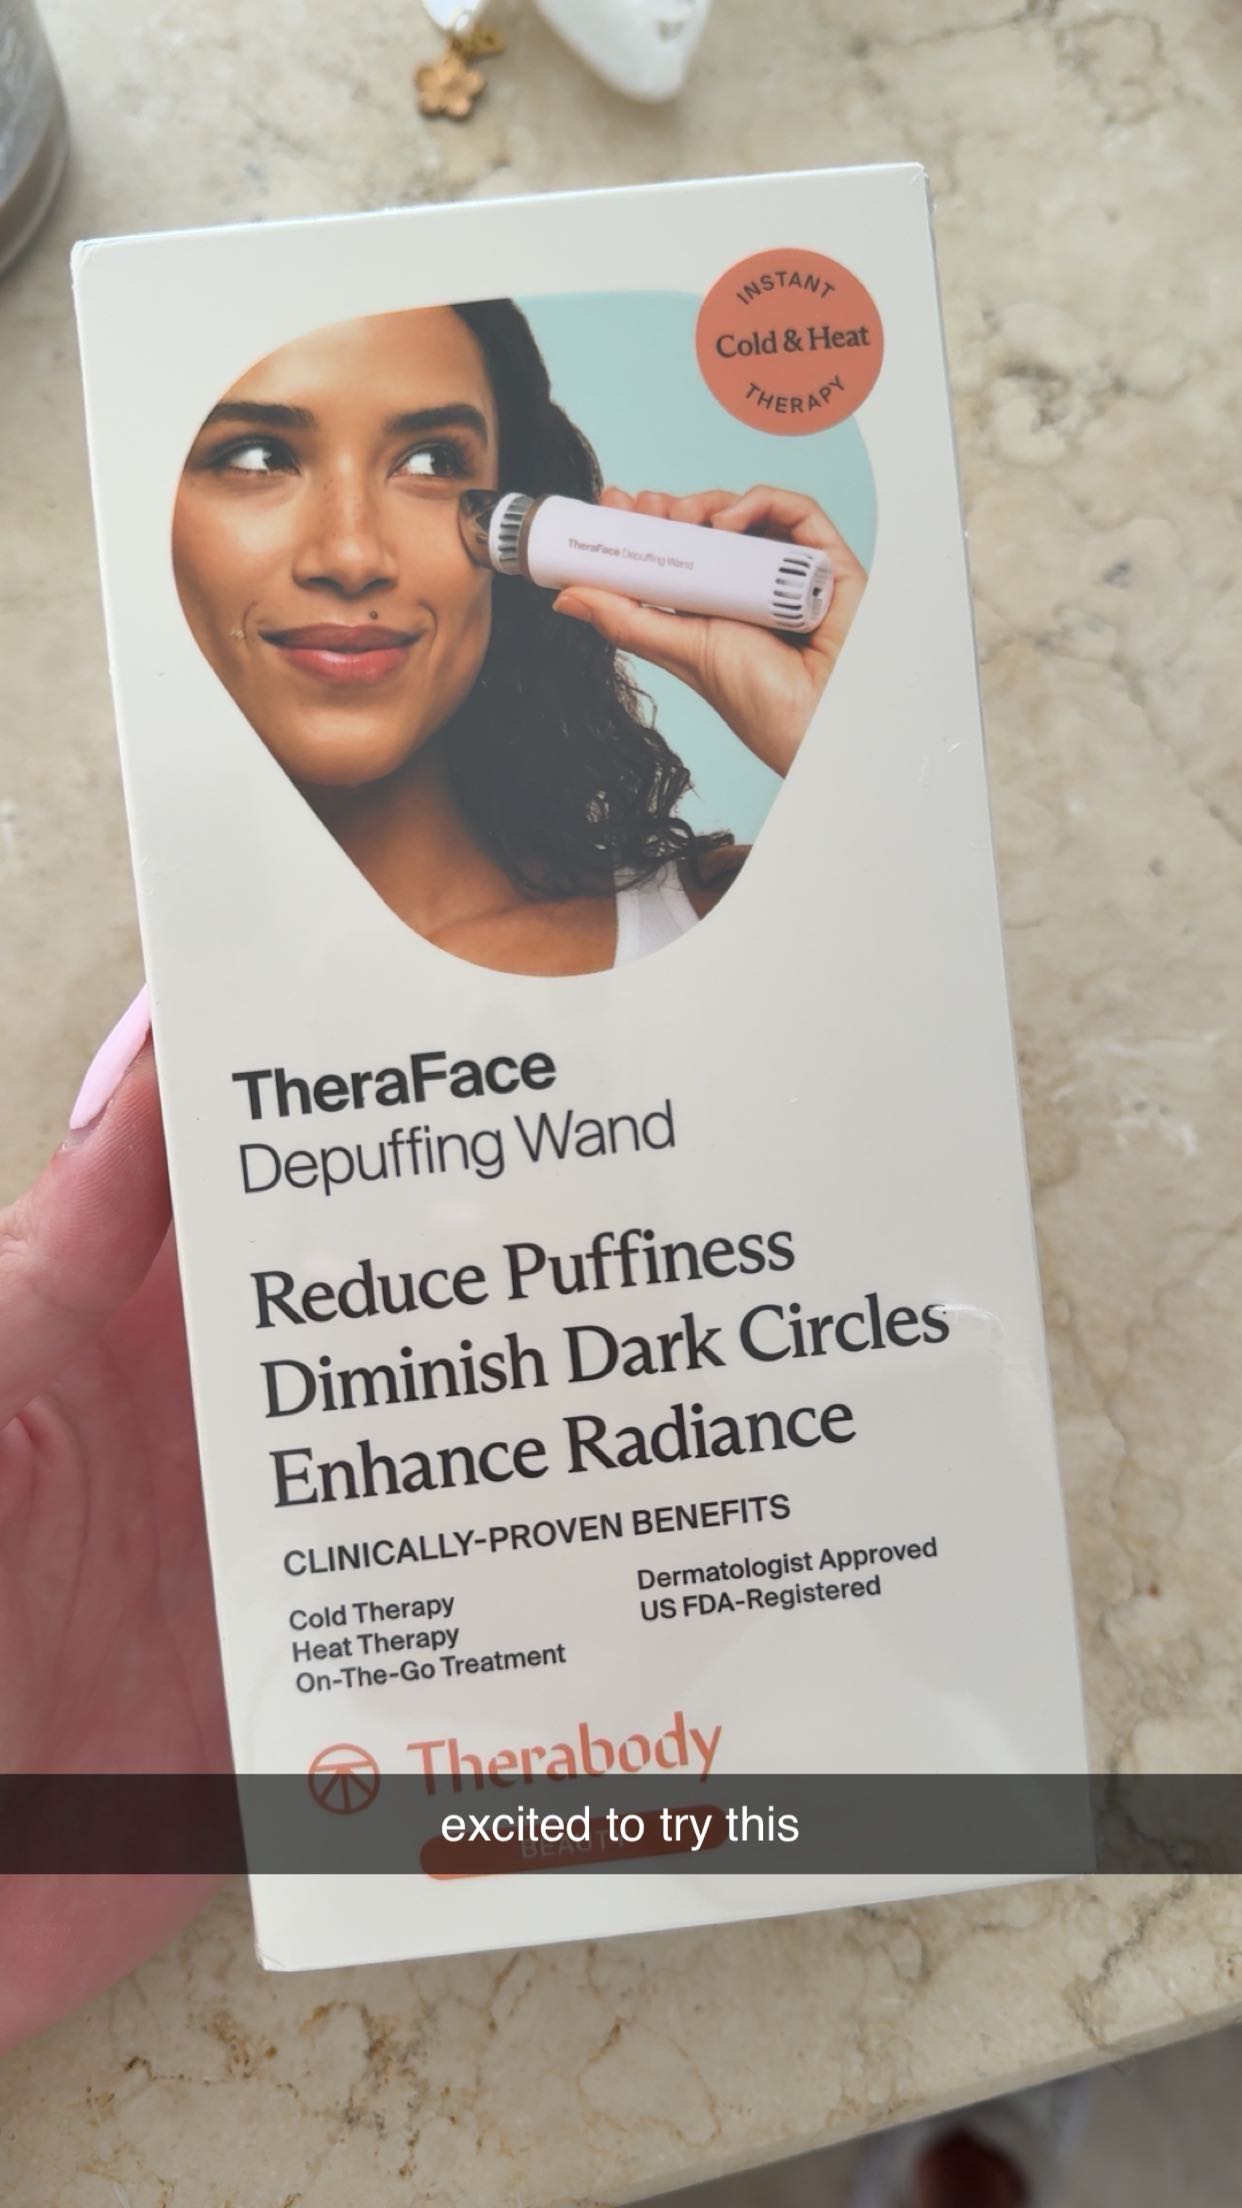 INSTANT
Cold & Heat
THERAPY
TheraFace Depuffing Wand
TheraFace
Depuffing Wand
Reduce Puffiness
Diminish Dark Circles
Enhance Radiance
CLINICALLY-PROVEN BENEFITS
Cold Therapy
Heat Therapy
On-The-Go Treatment
Dermatologist Approved
US FDA-Registered
Therabody
excited to try this
BEAUTY